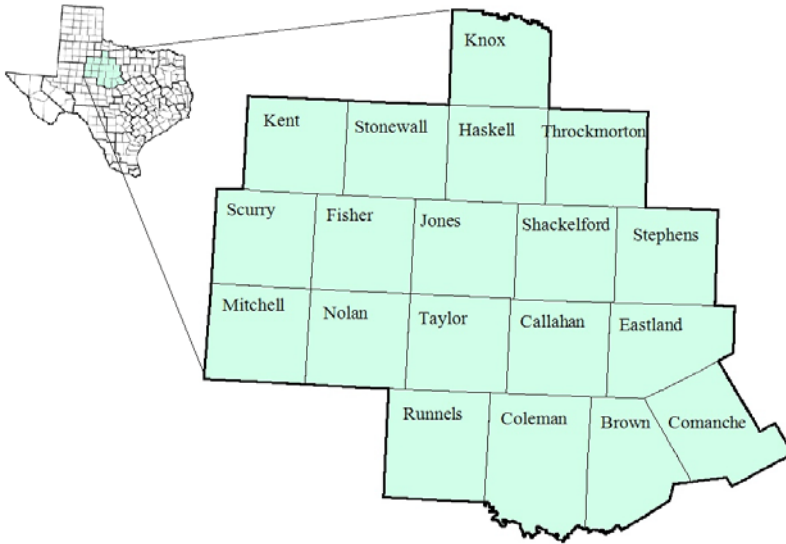 Knox
Kent
Stonewall
Haskell
Throckmorton
Scurry
Fisher
Jones
Shackelford
Stephens
Mitchell
Nolan
Taylor
Callahan
Eastland
Runnels
Coleman
Brown
Comanche